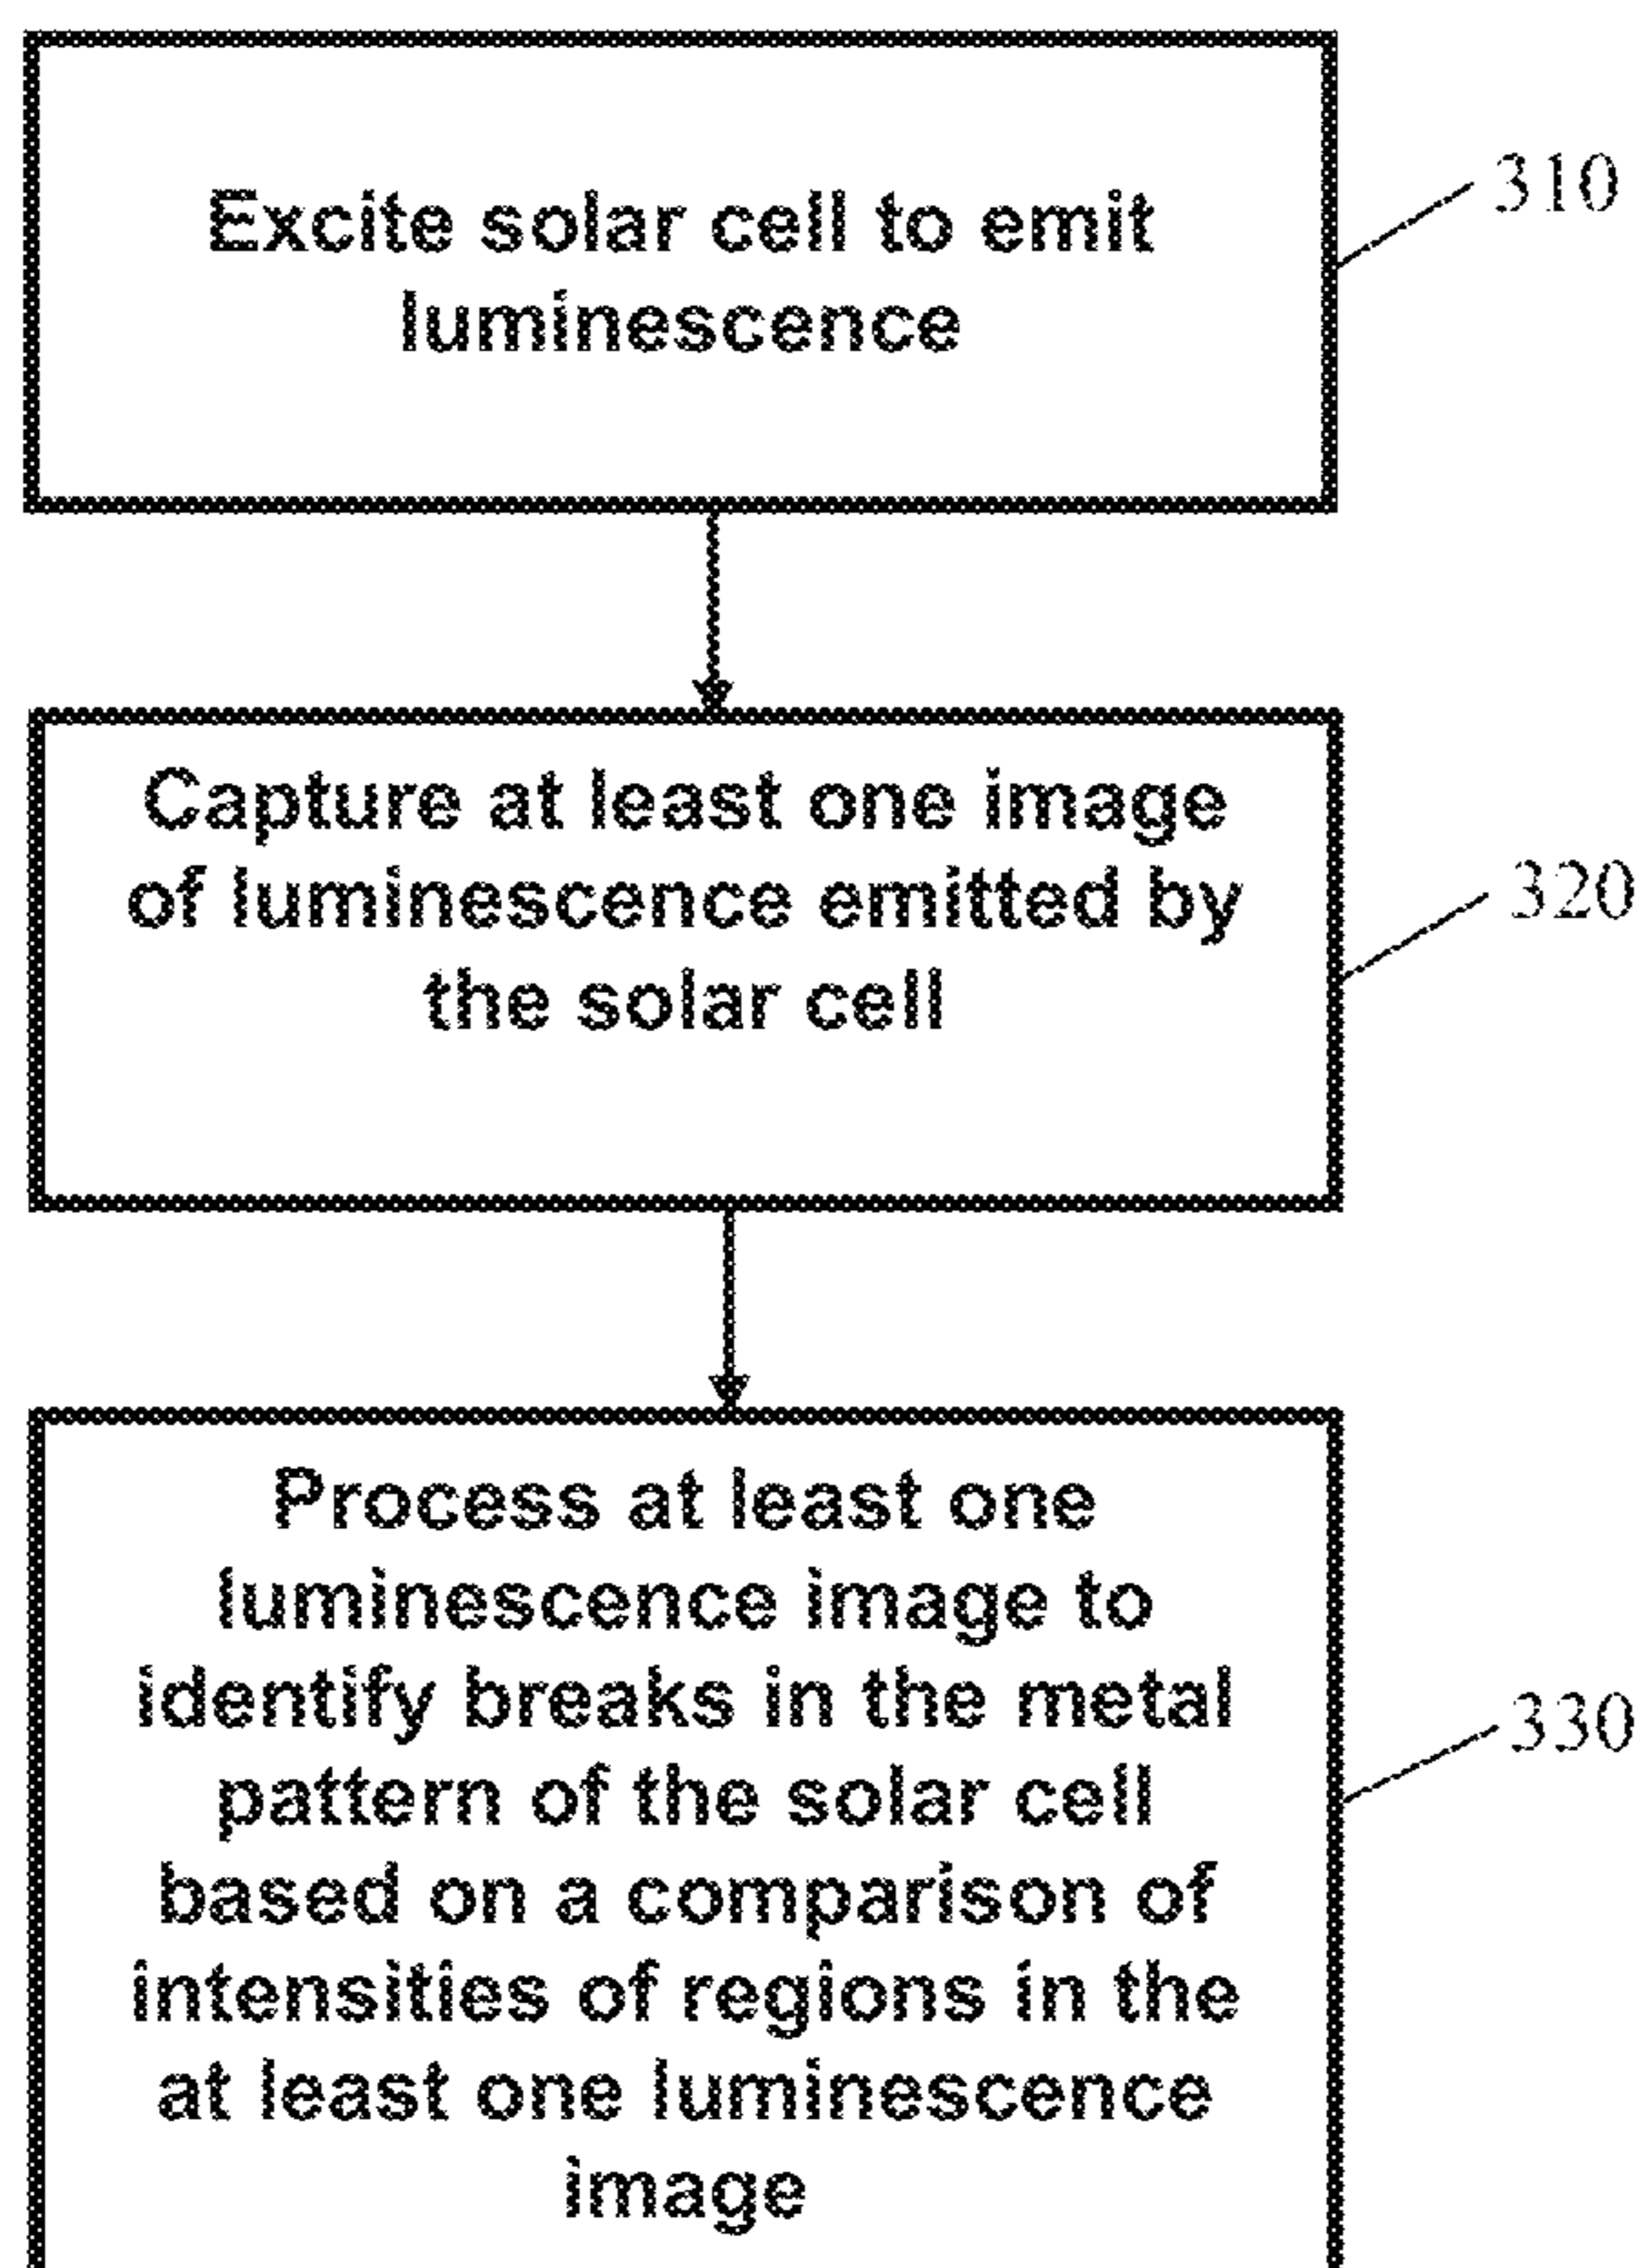 Excite solar cell to emit
luminescence
310
Capture at least one image
of luminescence emitted by
the solar cell
320
Process at least one
luminescence image to
identify breaks in the metal
pattern of the solar cell
based on a comparison of
intensities of regions in the
at least one luminescence
image
330